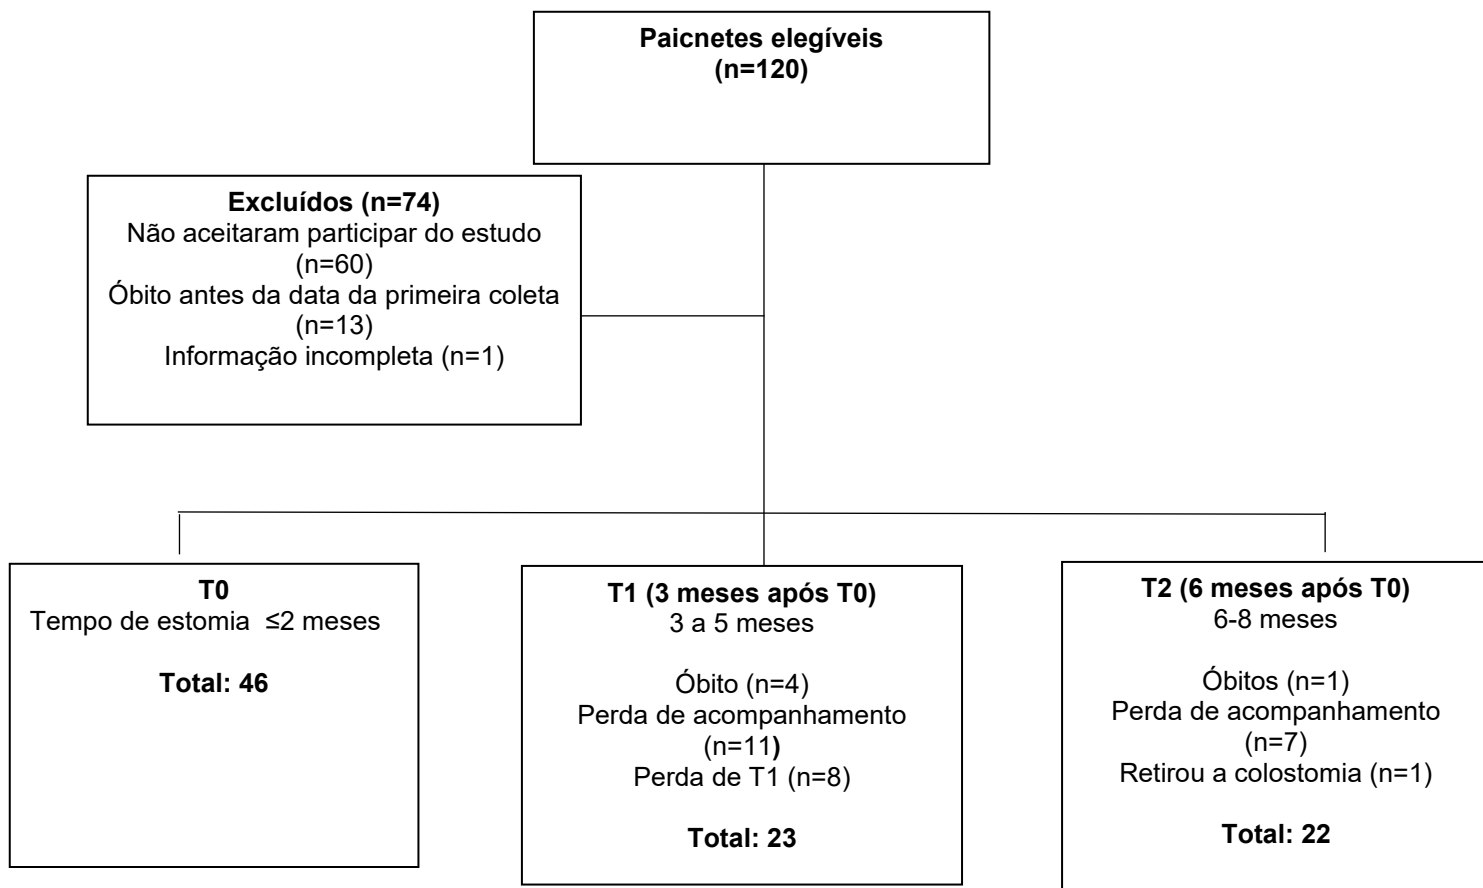 Paicnetes elegíveis
(n=120)
Excluídos (n=74)
Não aceitaram participar do estudo
(n=60)
Óbito antes da data da primeira coleta
(n=13)
Informação incompleta (n=1)
T0
Tempo de estomia ≤2 meses
Total: 46
T1 (3 meses após T0)
3 a 5 meses
Óbito (n=4)
Perda de acompanhamento
(n=11)
Perda de T1 (n=8)
Total: 23
T2 (6 meses após T0)
6-8 meses
Óbitos (n=1)
Perda de acompanhamento
(n=7)
Retirou a colostomia (n=1)
Total: 22